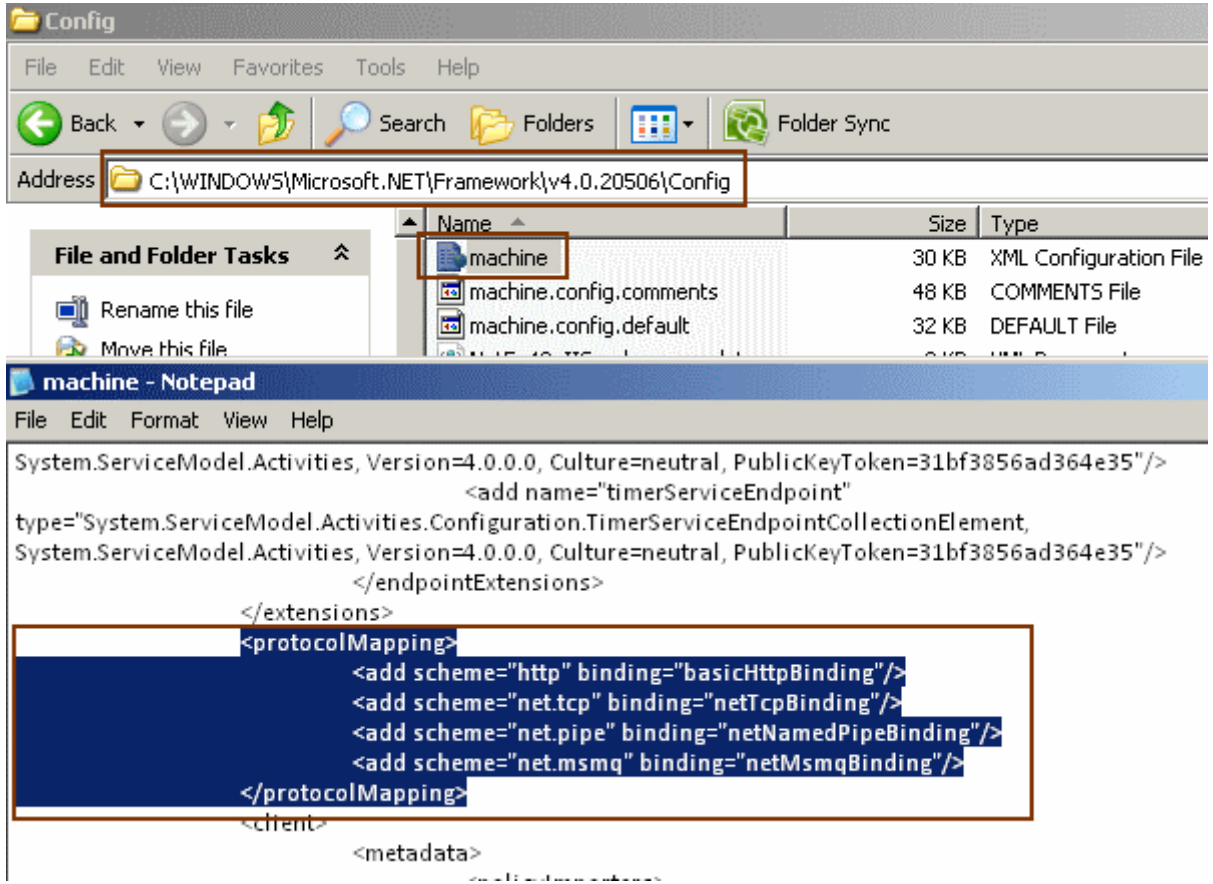 Config
File Edit View Favorites Tools Help
Back Search Folders Folder Sync
Address C:\WINDOWS\Microsoft.NET\Framework\v4.0.20506\Config
Name Size Type
File and Folder Tasks
machine 30 KB XML Configuration File
Rename this file
machine.config.comments 48 KB COMMENTS File
machine.config.default 32 KB DEFAULT File
Move this file
machine - Notepad
File Edit Format View Help
System.ServiceModel.Activities, Version=4.0.0.0, Culture=neutral, PublicKeyToken=31bf3856ad364e35"/>
<add name="timerServiceEndpoint"
type="System.ServiceModel.Activities.Configuration.TimerServiceEndpointCollectionElement,
System.ServiceModel.Activities, Version=4.0.0.0, Culture=neutral, PublicKeyToken=31bf3856ad364e35"/>
</endpointExtensions>
</extensions>
<protocolMapping>
<add scheme="http" binding="basicHttpBinding"/>
<add scheme="net.tcp" binding="netTcpBinding"/>
<add scheme="net.pipe" binding="netNamedPipeBinding"/>
<add scheme="net.msmq" binding="netMsmqBinding"/>
</protocolMapping>
<client>
<metadata>
<policyImporters>